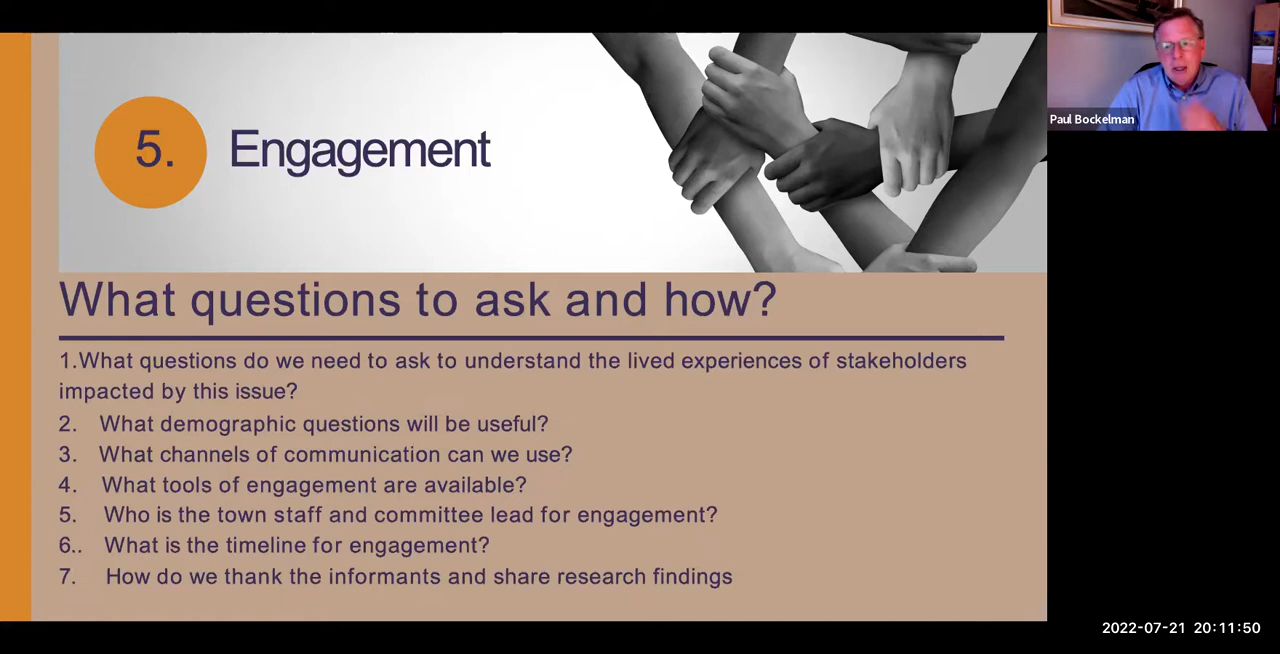 5.
Engagement
Paul Bockelman
What questions to ask and how?
1.What questions do we need to ask to understand the lived experiences of stakeholders
impacted by this issue?
2. What demographic questions will be useful?
3. What channels of communication can we use?
4. What tools of engagement are available?
5. Who is the town staff and committee lead for engagement?
6.. What is the timeline for engagement?
7. How do we thank the informants and share research findings
2022-07-21 20:11:50